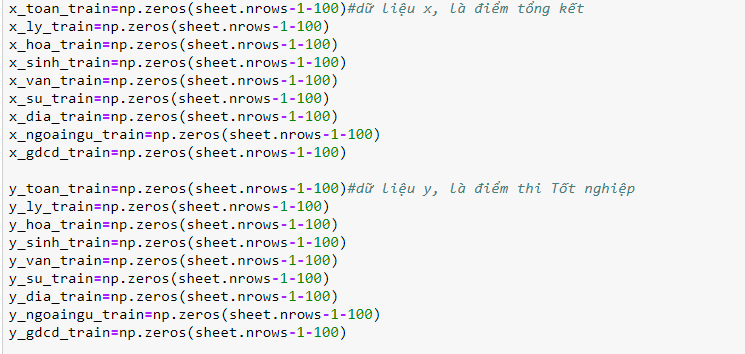 x_toan_train=np.zeros(sheet.nrows-1-100)#dữ liệu x, là điểm tổng kết
x_ly_train=np.zeros(sheet.nrows-1-100)
x_hoa_train=np.zeros(sheet.nrows-1-100)
x_sinh_train=np.zeros(sheet.nrows-1-100)
x_van_train=np.zeros(sheet.nrows-1-100)
x_su_train=np.zeros(sheet.nrows-1-100)
x_dia_train=np.zeros(sheet.nrows-1-100)
x_ngoaingu_train=np.zeros(sheet.nrows-1-100)
x_gdcd_train=np.zeros(sheet.nrows-1-100)

y_toan_train=np.zeros(sheet.nrows-1-100)#dữ liệu y, là điểm thi Tốt nghiệp
y_ly_train=np.zeros(sheet.nrows-1-100)
y_hoa_train=np.zeros(sheet.nrows-1-100)
y_sinh_train=np.zeros(sheet.nrows-1-100)
y_van_train=np.zeros(sheet.nrows-1-100)
y_su_train=np.zeros(sheet.nrows-1-100)
y_dia_train=np.zeros(sheet.nrows-1-100)
y_ngoaingu_train=np.zeros(sheet.nrows-1-100)
y_gdcd_train=np.zeros(sheet.nrows-1-100)